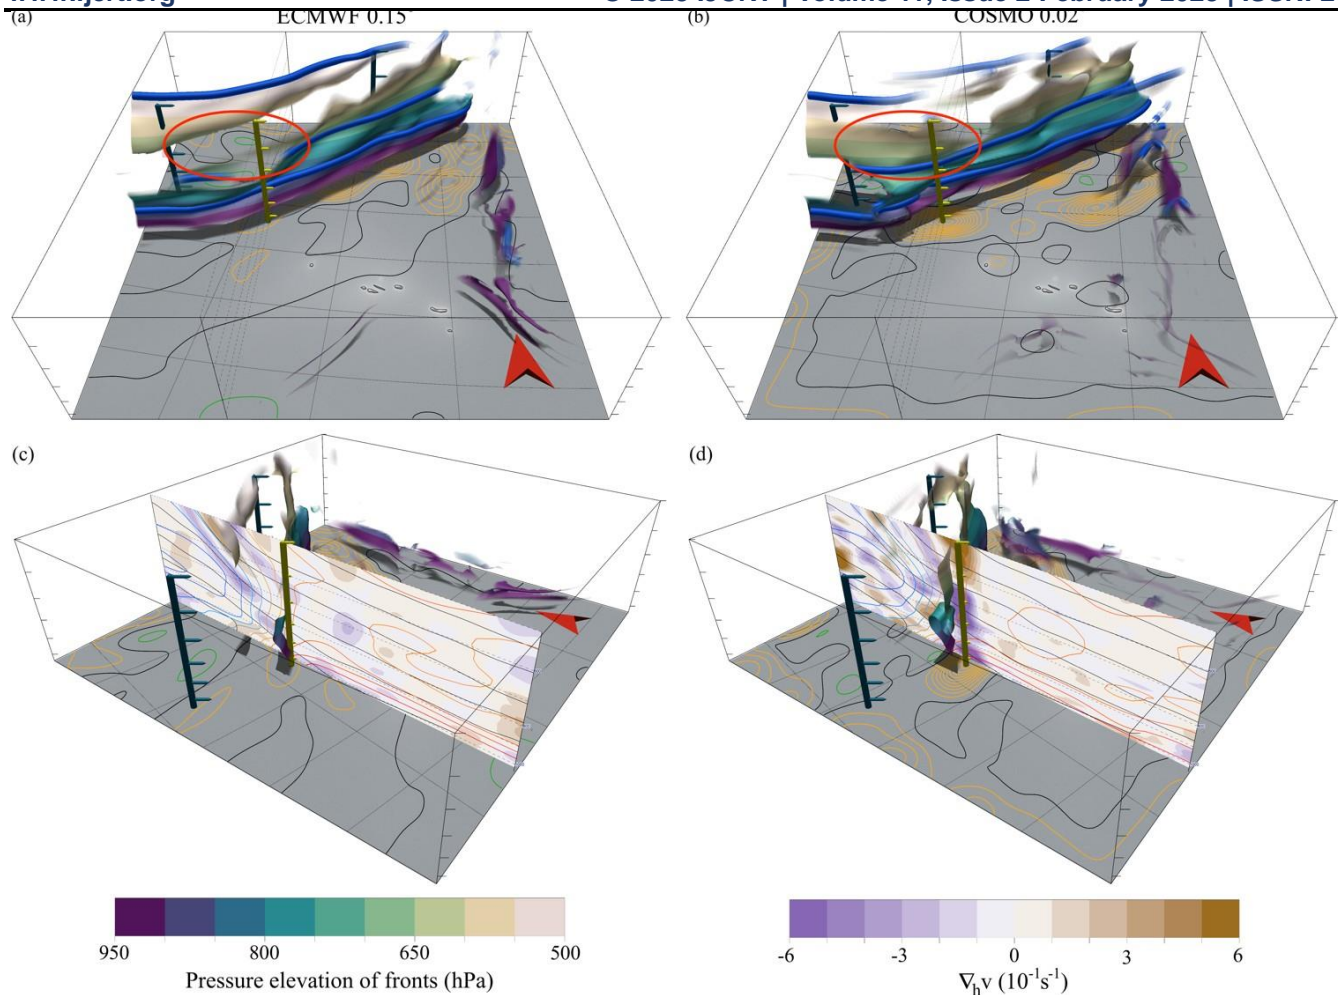 (a) ECMWF 0.15°
(b) COSMO 0.02
(c)
(d)
950 800 650 500
Pressure elevation of fronts (hPa)
-6 -3 0 3 6
∇ₕv (10⁻¹s⁻¹)